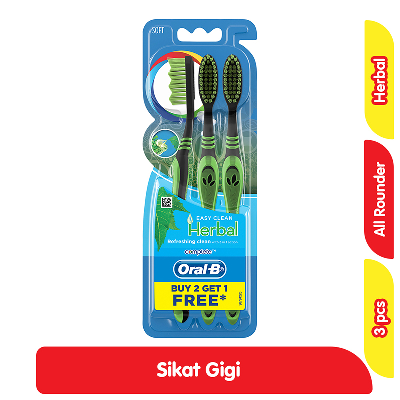 SOFT
EASY CLEAN
Herbal
Refreshing clean
complete™
Oral-B
BUY 2 GET 1
FREE*
Herbal
All Rounder
3 pcs
Sikat Gigi